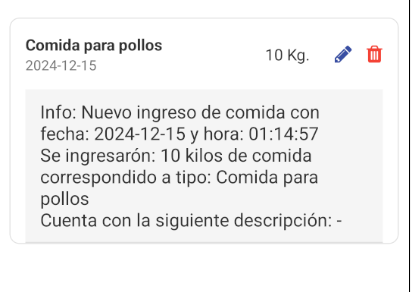 Comida para pollos
2024-12-15
10 Kg.
Info: Nuevo ingreso de comida con
fecha: 2024-12-15 y hora: 01:14:57
Se ingresarón: 10 kilos de comida
correspondido a tipo: Comida para
pollos
Cuenta con la siguiente descripción: -